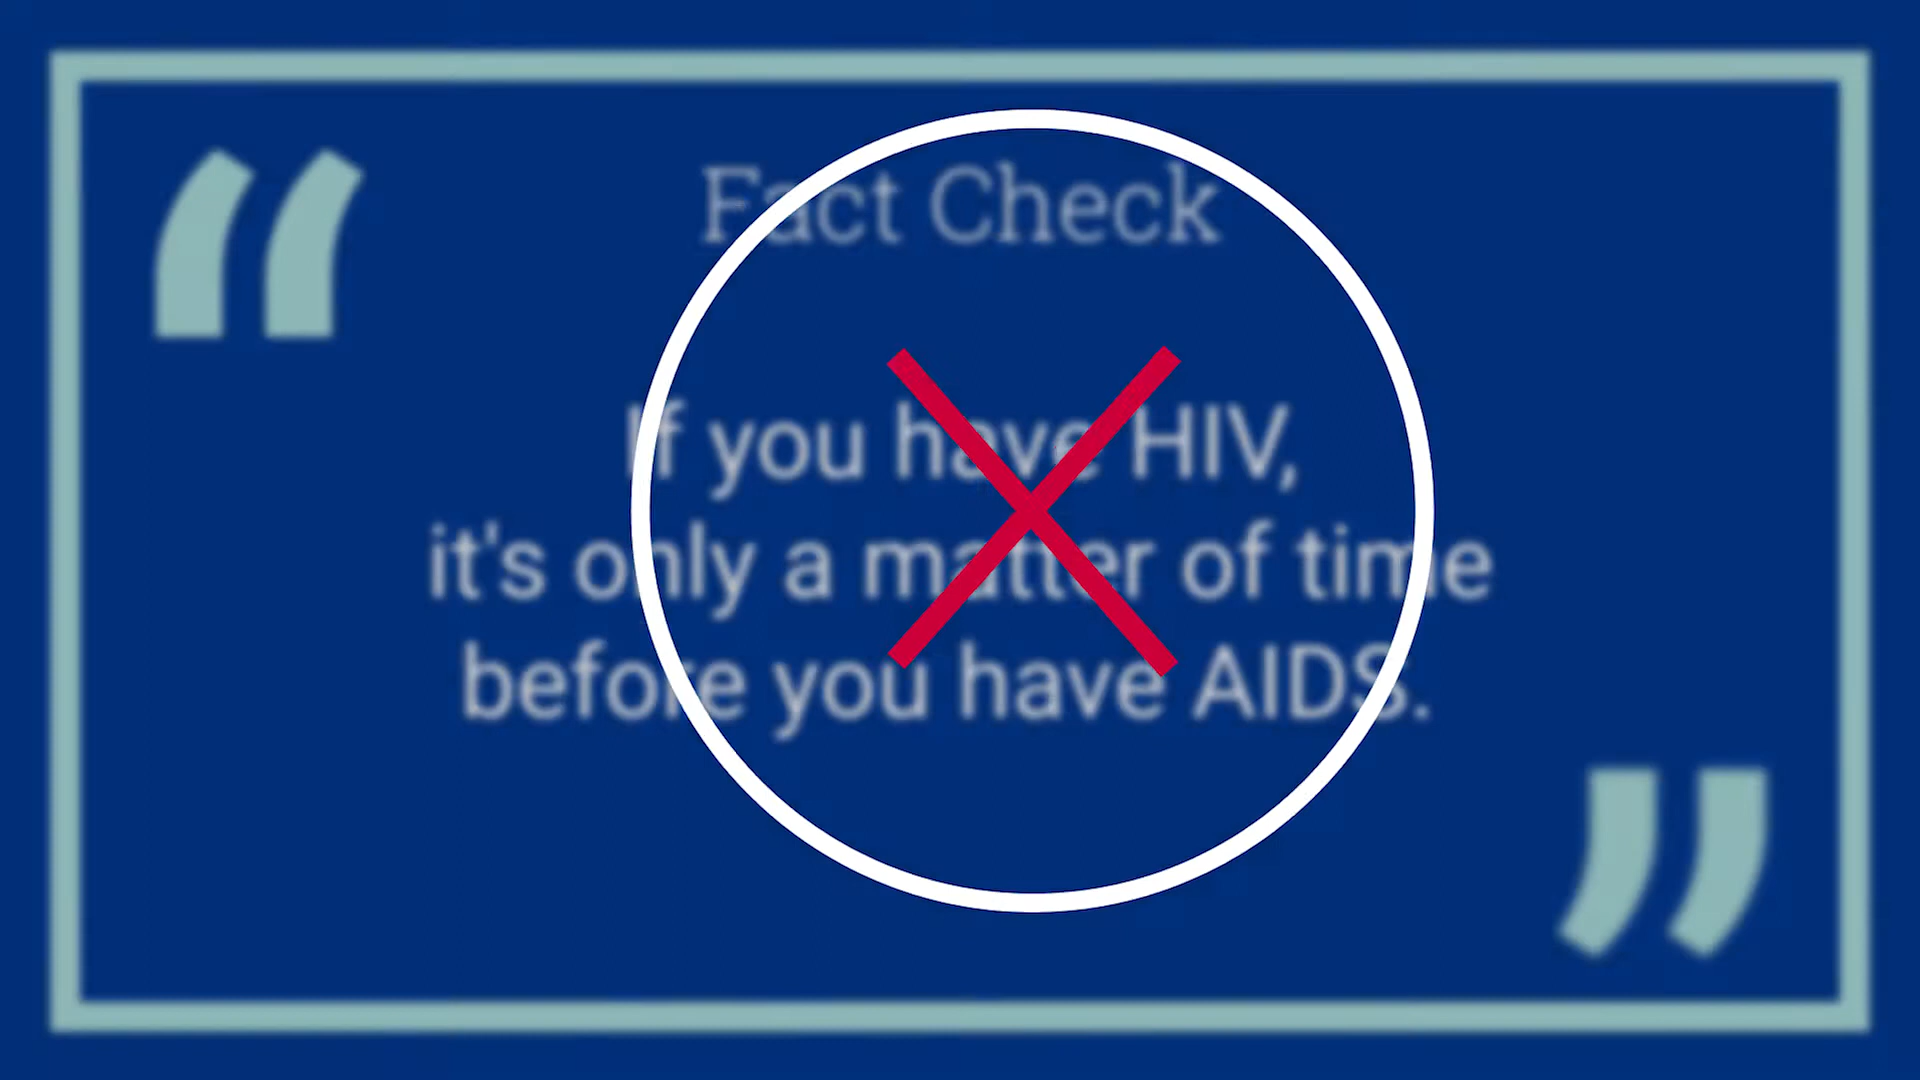 Fact Check
If you have HIV,
it's only a matter of time
before you have AIDS.